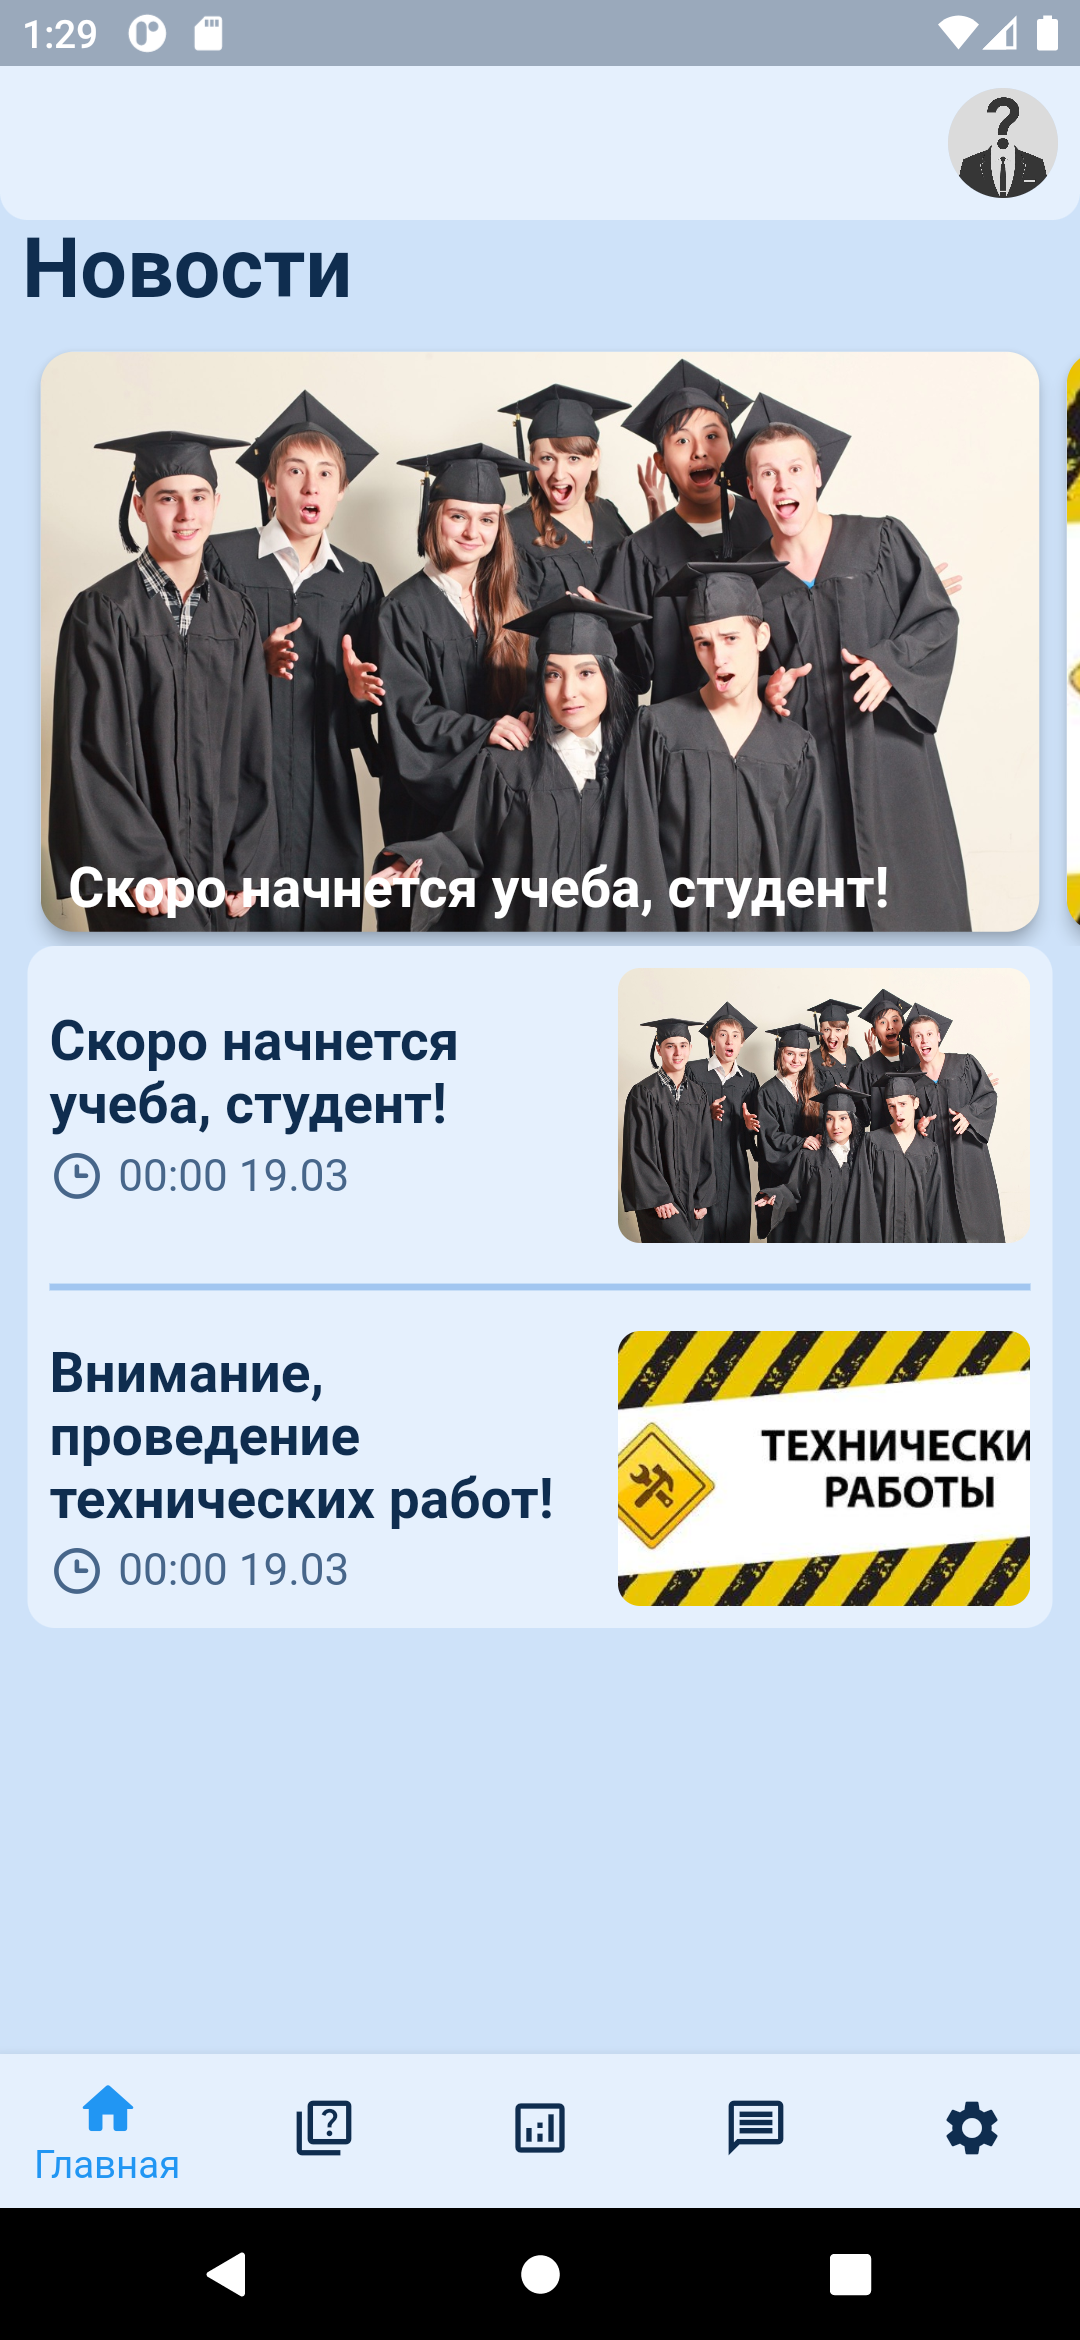 1:29
Новости
Скоро начнется учеба, студент!
Скоро начнется
учеба, студент!
00:00 19.03
Внимание,
проведение
технических работ!
00:00 19.03
ТЕХНИЧЕСКИ
РАБОТЫ
Главная